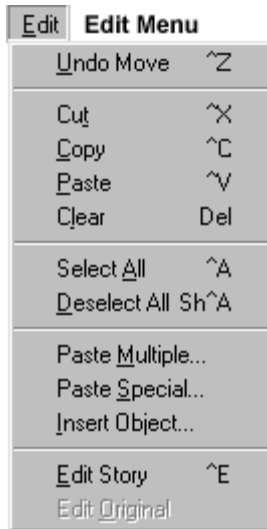 Edit Edit Menu
Undo Move ^Z
Cut ^X
Copy ^C
Paste ^V
Clear Del
Select All ^A
Deselect All Sh^A
Paste Multiple...
Paste Special...
Insert Object...
Edit Story ^E
Edit Original